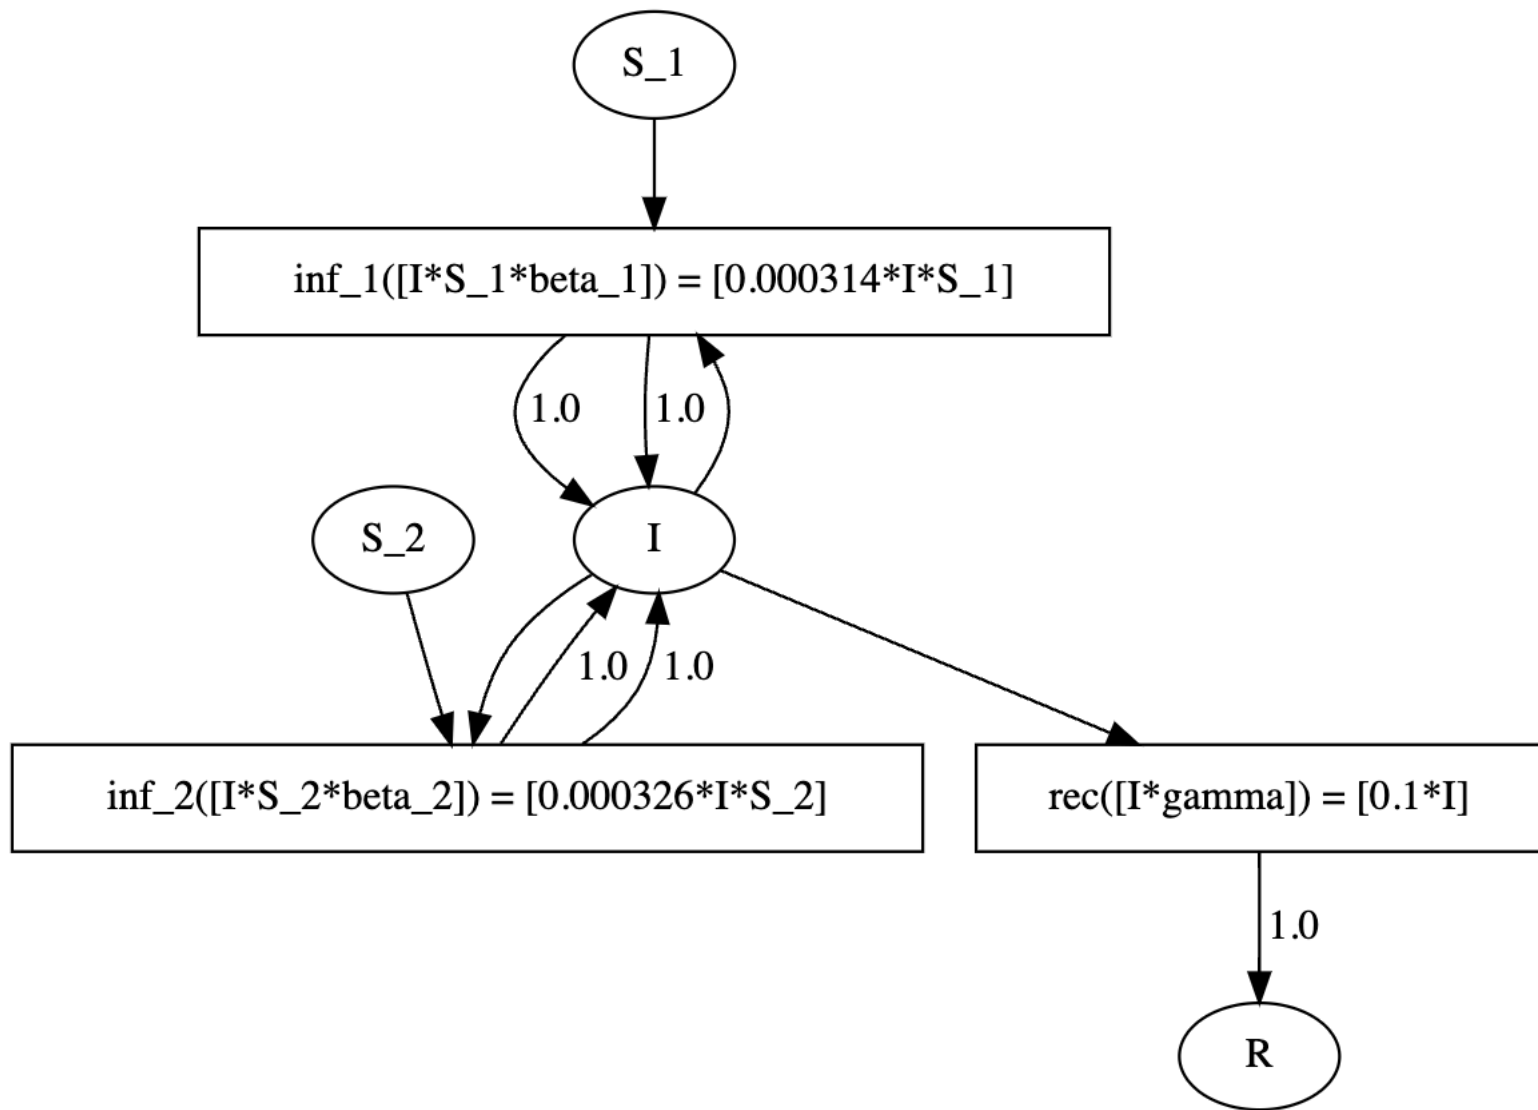 S_1
inf_1([I*S_1*beta_1]) = [0.000314*I*S_1]
1.0
1.0
S_2
I
1.0
1.0
inf_2([I*S_2*beta_2]) = [0.000326*I*S_2]
rec([I*gamma]) = [0.1*I]
1.0
R